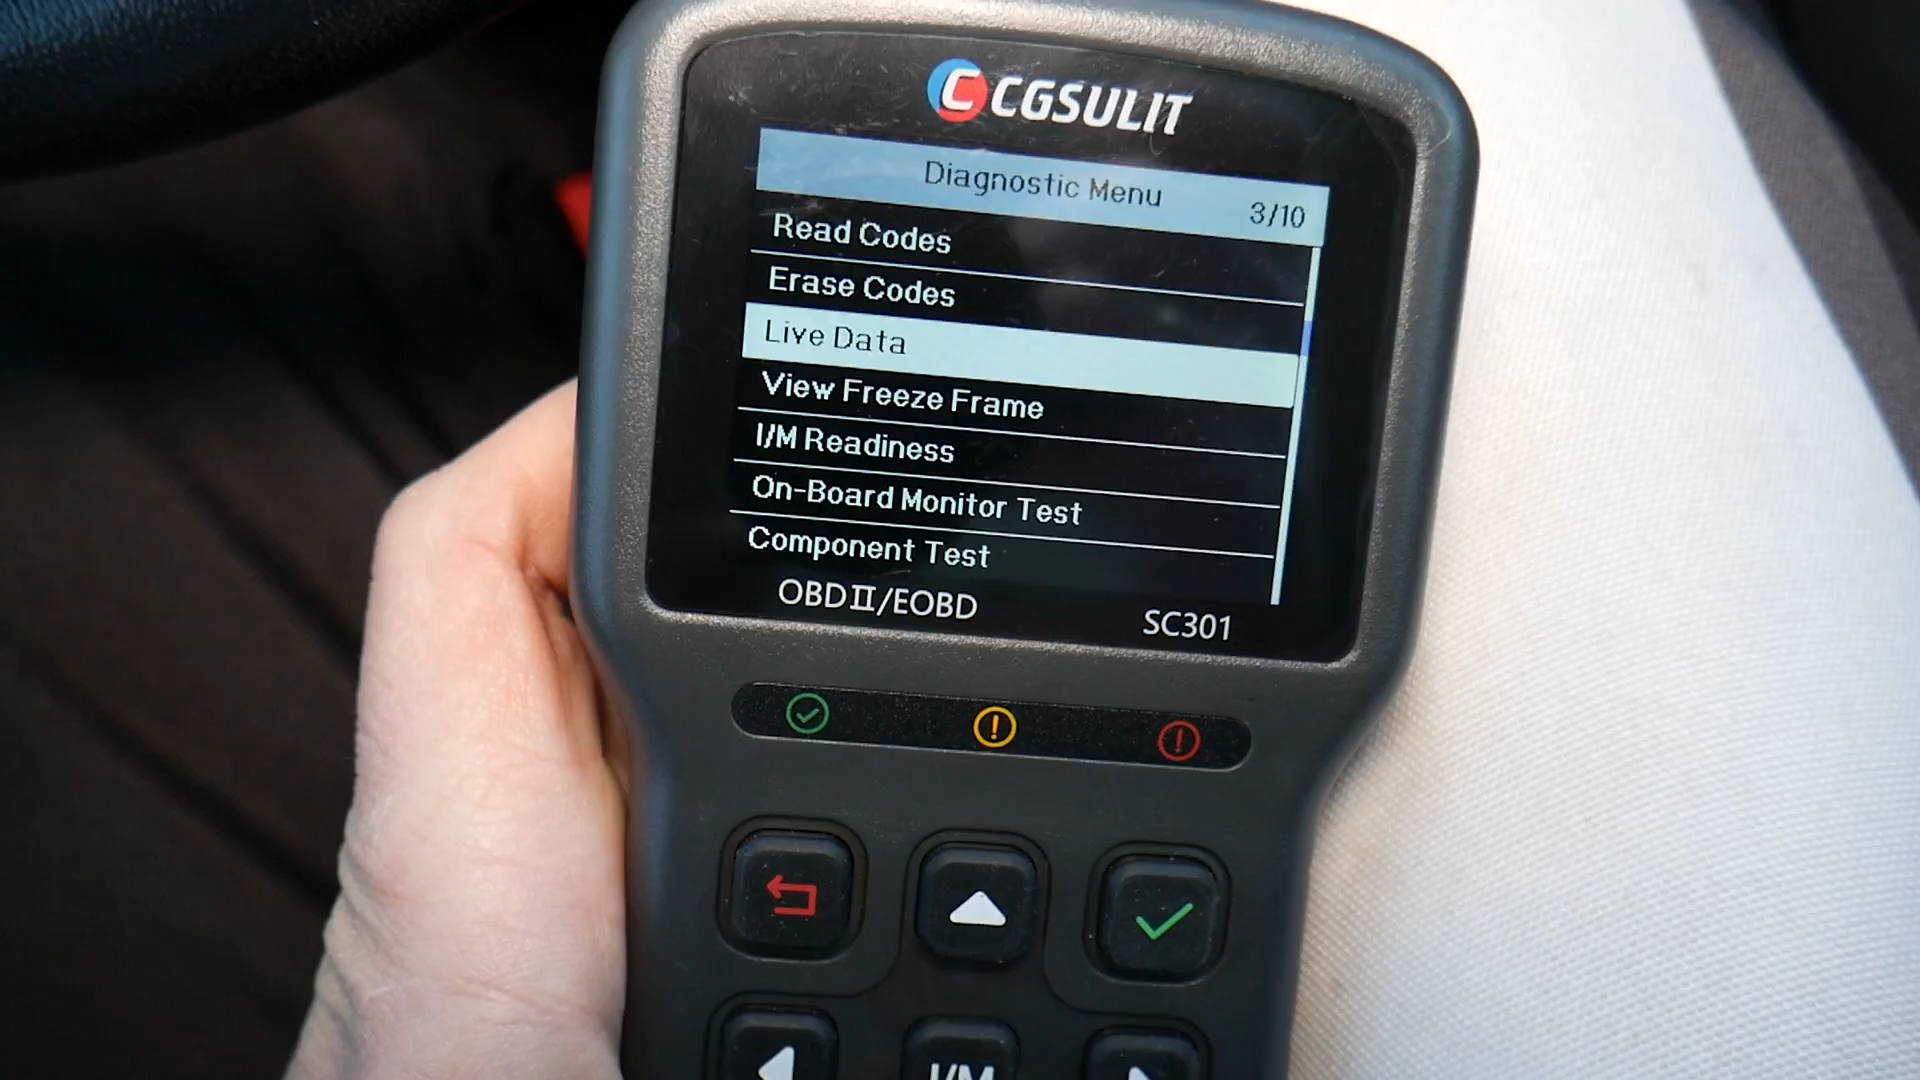 CGSULIT
Diagnostic Menu
3/10
Read Codes
Erase Codes
Live Data
View Freeze Frame
I/M Readiness
On-Board Monitor Test
Component Test
OBDII/EOBD
SC301
I/M